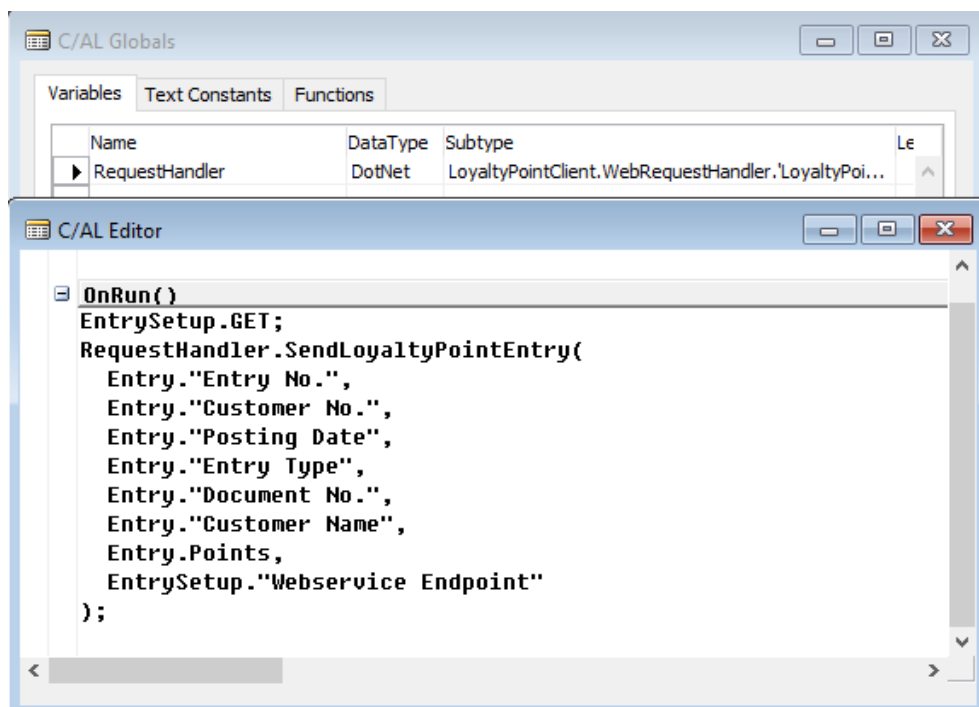 C/AL Globals
Variables Text Constants Functions
Name DataType Subtype Le
RequestHandler DotNet LoyaltyPointClient.WebRequestHandler.'LoyaltyPoi...
C/AL Editor
OnRun()
EntrySetup.GET;
RequestHandler.SendLoyaltyPointEntry(
Entry."Entry No.",
Entry."Customer No.",
Entry."Posting Date",
Entry."Entry Type",
Entry."Document No.",
Entry."Customer Name",
Entry.Points,
EntrySetup."Webservice Endpoint"
);